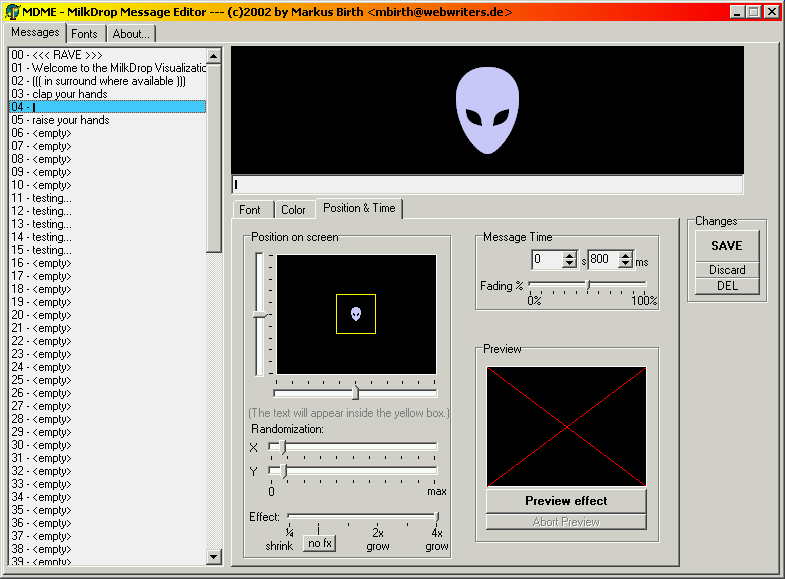 MDME - MilkDrop Message Editor --- (c)2002 by Markus Birth <mbirth@webwriters.de>
Messages Fonts About...
00 - <<< RAVE >>>
01 - Welcome to the MilkDrop Visualizatio
02 - ((( in surround where available )))
03 - clap your hands
04 - I
05 - raise your hands
06 - <empty>
07 - <empty>
08 - <empty>
09 - <empty>
10 - <empty>
11 - testing...
12 - testing...
13 - testing...
14 - testing...
15 - testing...
16 - <empty>
17 - <empty>
18 - <empty>
19 - <empty>
20 - <empty>
21 - <empty>
22 - <empty>
23 - <empty>
24 - <empty>
25 - <empty>
26 - <empty>
27 - <empty>
28 - <empty>
29 - <empty>
30 - <empty>
31 - <empty>
32 - <empty>
33 - <empty>
34 - <empty>
35 - <empty>
36 - <empty>
37 - <empty>
38 - <empty>
39 - <empty>
I
Font Color Position & Time
Position on screen
(The text will appear inside the yellow box.)
Randomization:
X
Y
0 max
Effect:
¼ 2x 4x
shrink no fx grow grow
Message Time
0 s 800 ms
Fading %
0% 100%
Preview
Preview effect
Abort Preview
Changes
SAVE
Discard
DEL